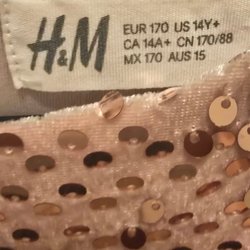 H&M
EUR 170 US 14Y+
CA 14A+ CN 170/88
MX 170 AUS 15